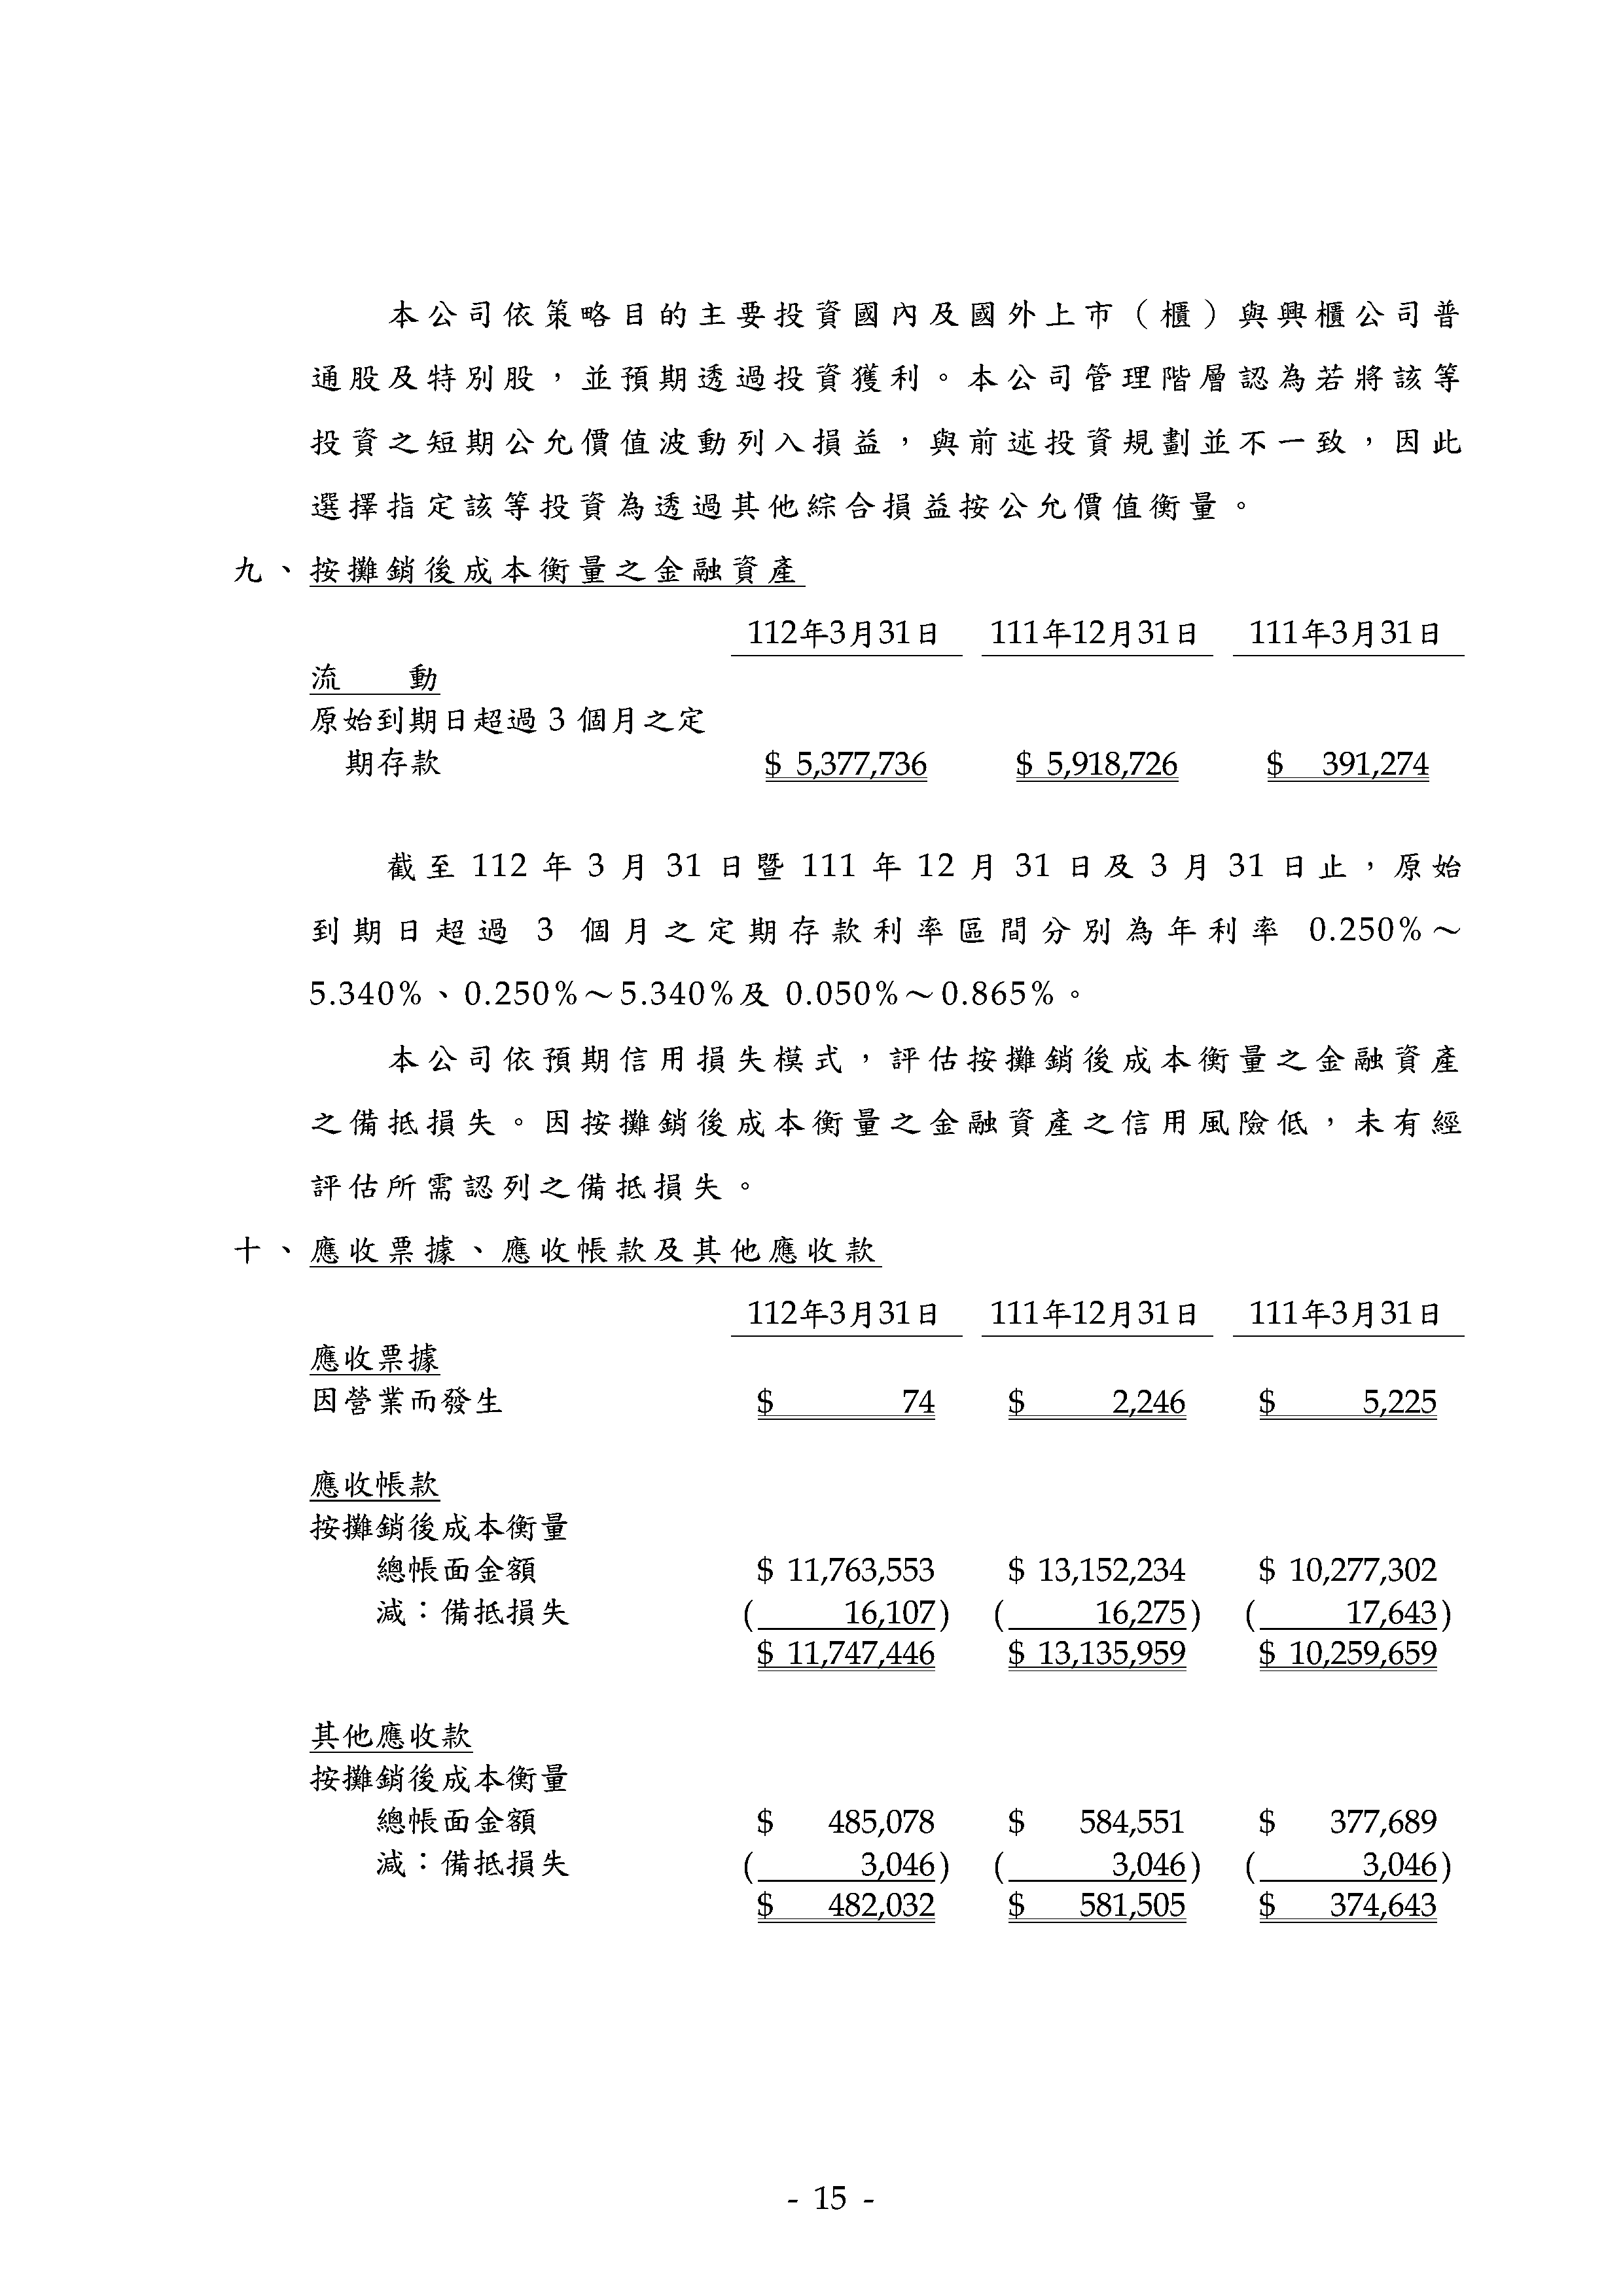 本公司依策略目的主要投資國內及國外上市（櫃）與興櫃公司普
通股及特別股，並預期透過投資獲利。本公司管理階層認為若將該等
投資之短期公允價值波動列入損益，與前述投資規劃並不一致，因此
選擇指定該等投資為透過其他綜合損益按公允價值衡量。
九、按攤銷後成本衡量之金融資產
112年3月31日 111年12月31日 111年3月31日
流　　動
原始到期日超過 3 個月之定
期存款 $ 5,377,736 $ 5,918,726 $ 391,274
截至 112 年 3 月 31 日暨 111 年 12 月 31 日及 3 月 31 日止，原始
到期日超過 3 個月之定期存款利率區間分別為年利率 0.250%～
5.340%、0.250%～5.340%及 0.050%～0.865%。
本公司依預期信用損失模式，評估按攤銷後成本衡量之金融資產
之備抵損失。因按攤銷後成本衡量之金融資產之信用風險低，未有經
評估所需認列之備抵損失。
十、應收票據、應收帳款及其他應收款
112年3月31日 111年12月31日 111年3月31日
應收票據
因營業而發生 $ 74 $ 2,246 $ 5,225
應收帳款
按攤銷後成本衡量
總帳面金額 $ 11,763,553 $ 13,152,234 $ 10,277,302
減：備抵損失 ( 16,107) ( 16,275) ( 17,643)
$ 11,747,446 $ 13,135,959 $ 10,259,659
其他應收款
按攤銷後成本衡量
總帳面金額 $ 485,078 $ 584,551 $ 377,689
減：備抵損失 ( 3,046) ( 3,046) ( 3,046)
$ 482,032 $ 581,505 $ 374,643
- 15 -